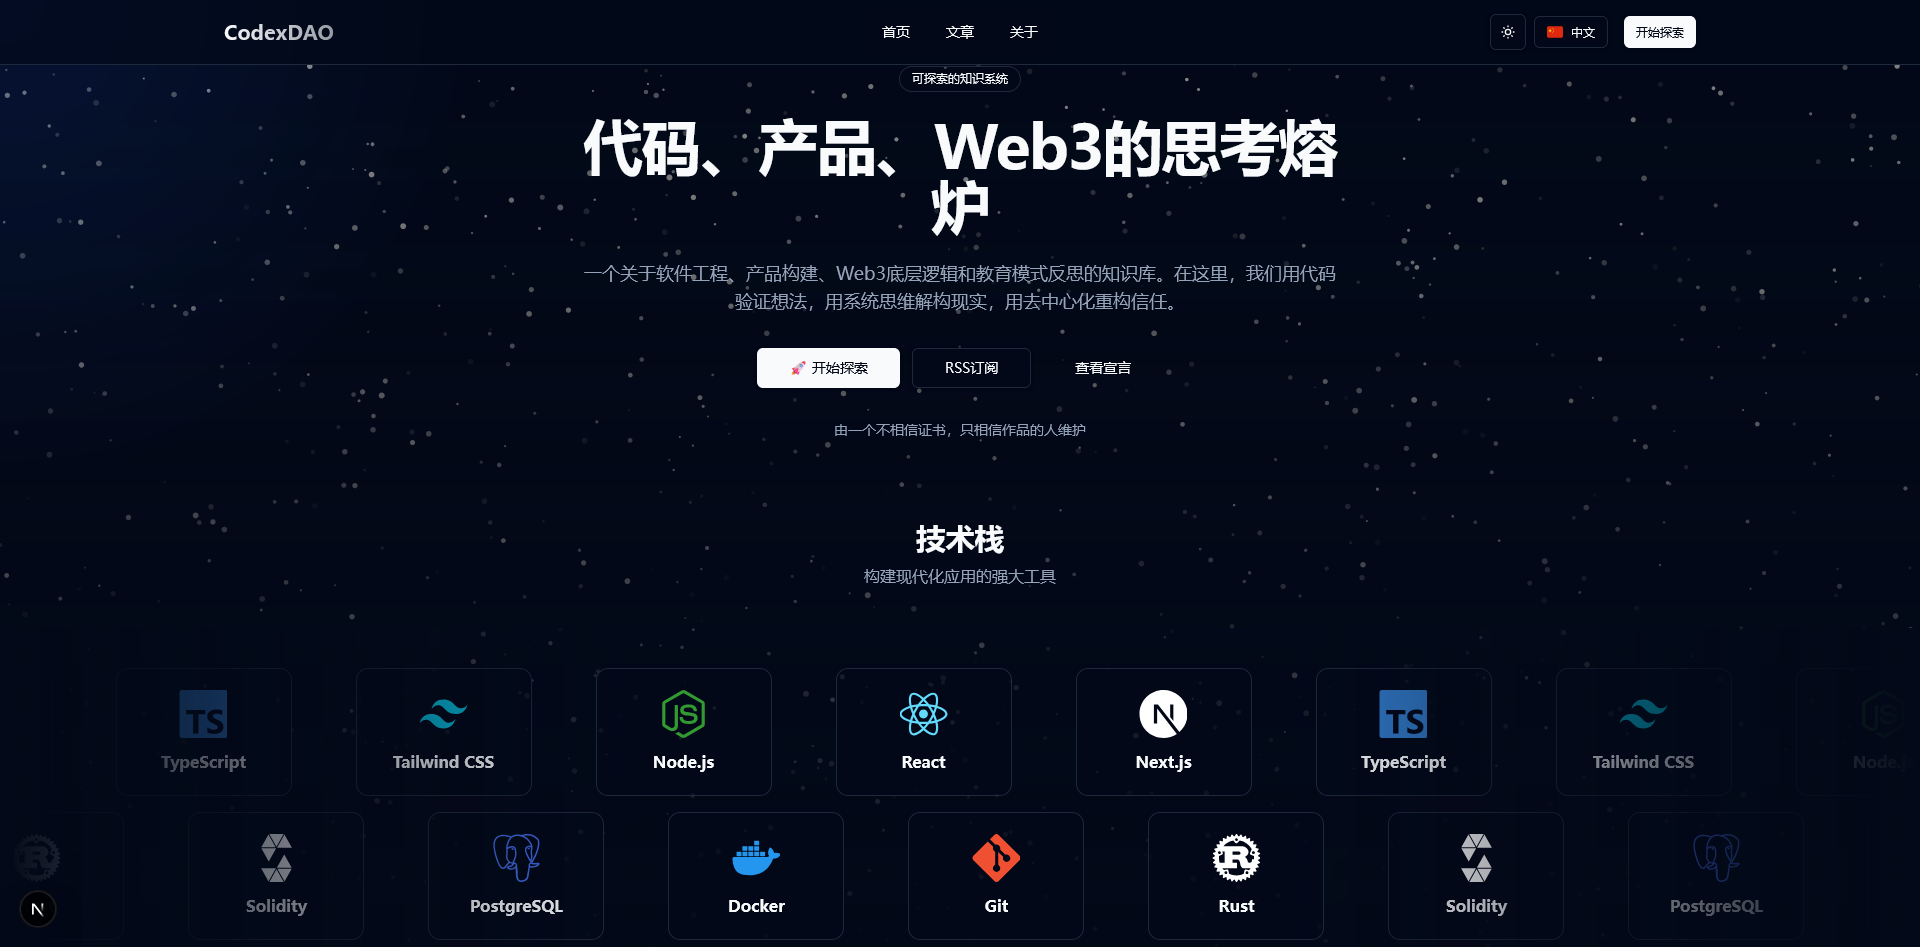 CodexDAO
首页 文章 关于
中文
开始探索
可探索的知识系统
代码、产品、Web3的思考熔
炉
一个关于软件工程、产品构建、Web3底层逻辑和教育模式反思的知识库。在这里，我们用代码
验证想法，用系统思维解构现实，用去中心化重构信任。
🚀 开始探索 RSS订阅 查看宣言
由一个不相信证书，只相信作品的人维护
技术栈
构建现代化应用的强大工具
TS JS N TS JS
TypeScript Tailwind CSS Node.js React Next.js TypeScript Tailwind CSS Node.js
R R
Solidity PostgreSQL Docker Git Rust Solidity PostgreSQL
N